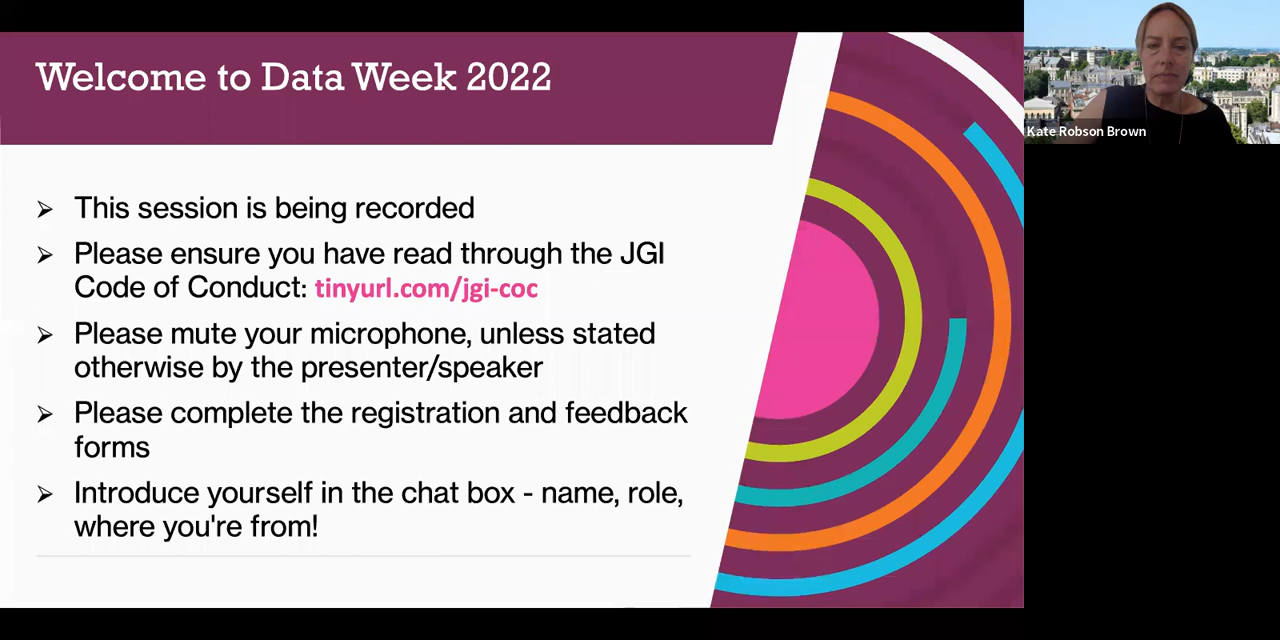 Welcome to Data Week 2022
Kate Robson Brown
➢ This session is being recorded
➢ Please ensure you have read through the JGI
Code of Conduct: tinyurl.com/jgi-coc
➢ Please mute your microphone, unless stated
otherwise by the presenter/speaker
➢ Please complete the registration and feedback
forms
➢ Introduce yourself in the chat box - name, role,
where you're from!